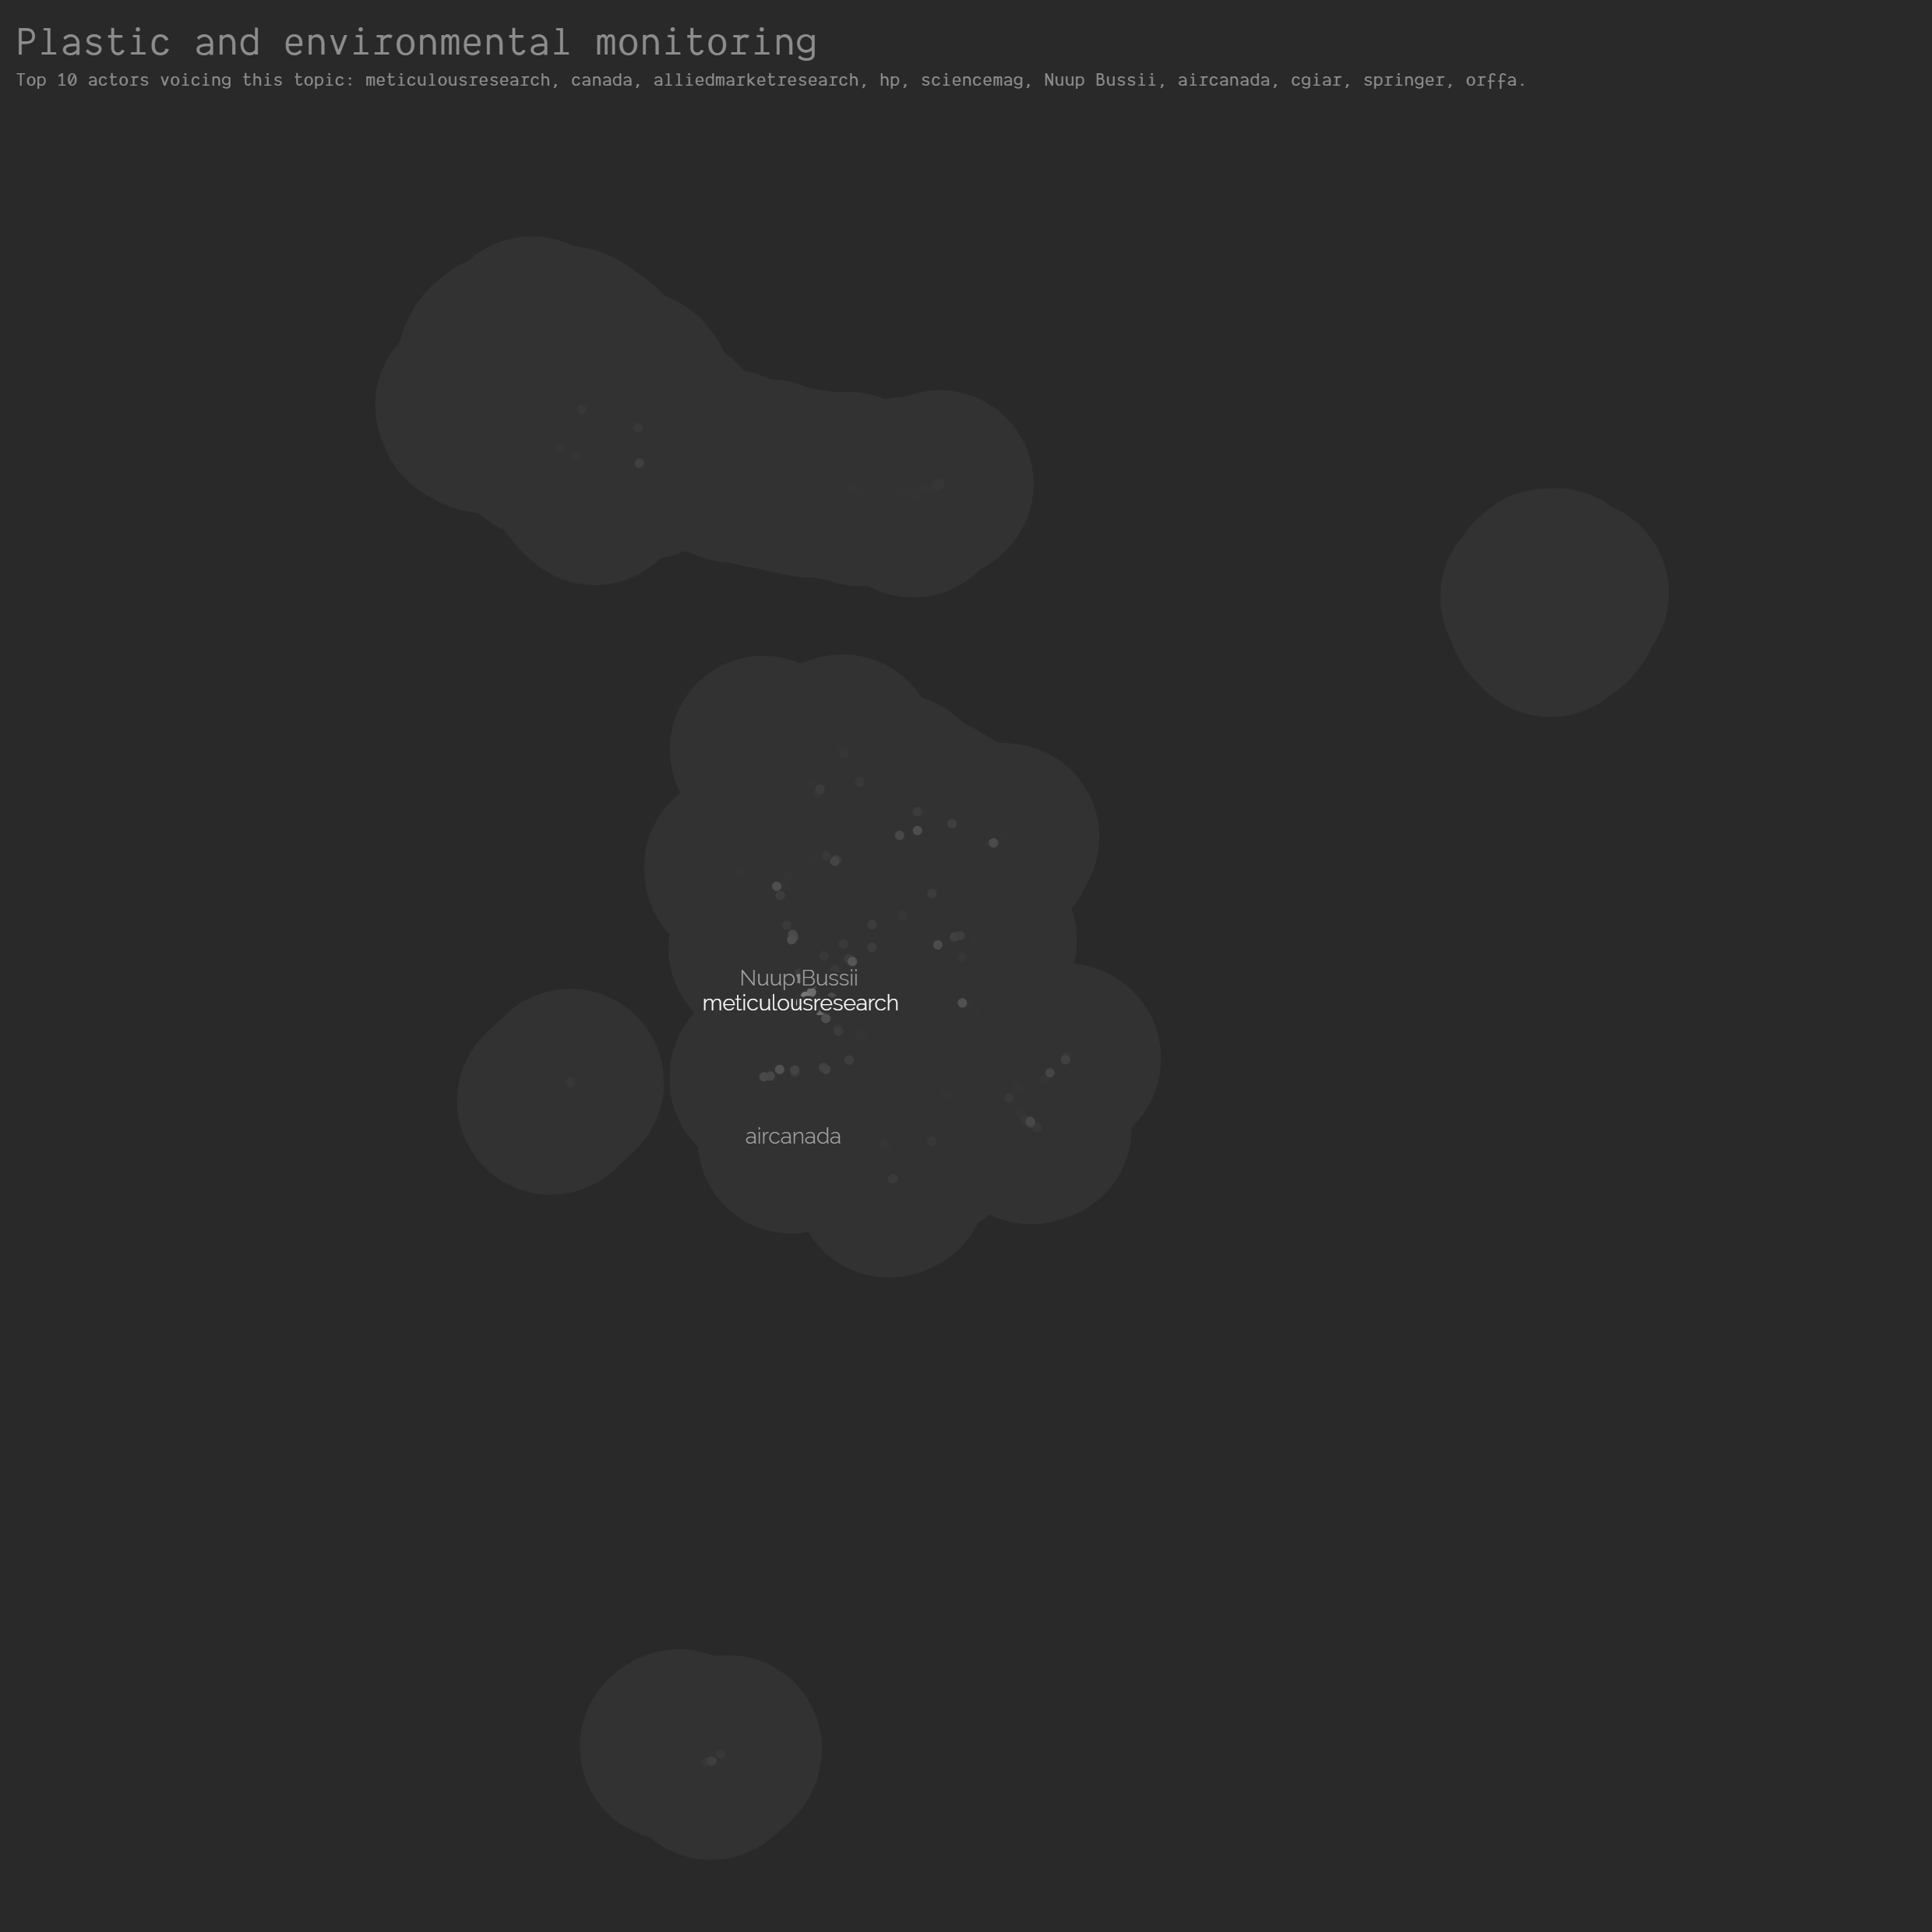 Plastic and environmental monitoring
Top 10 actors voicing this topic: meticulousresearch, canada, alliedmarketresearch, hp, sciencemag, Nuup Bussii, aircanada, cgiar, springer, orffa.
Nuup Bussii
meticulousresearch
aircanada